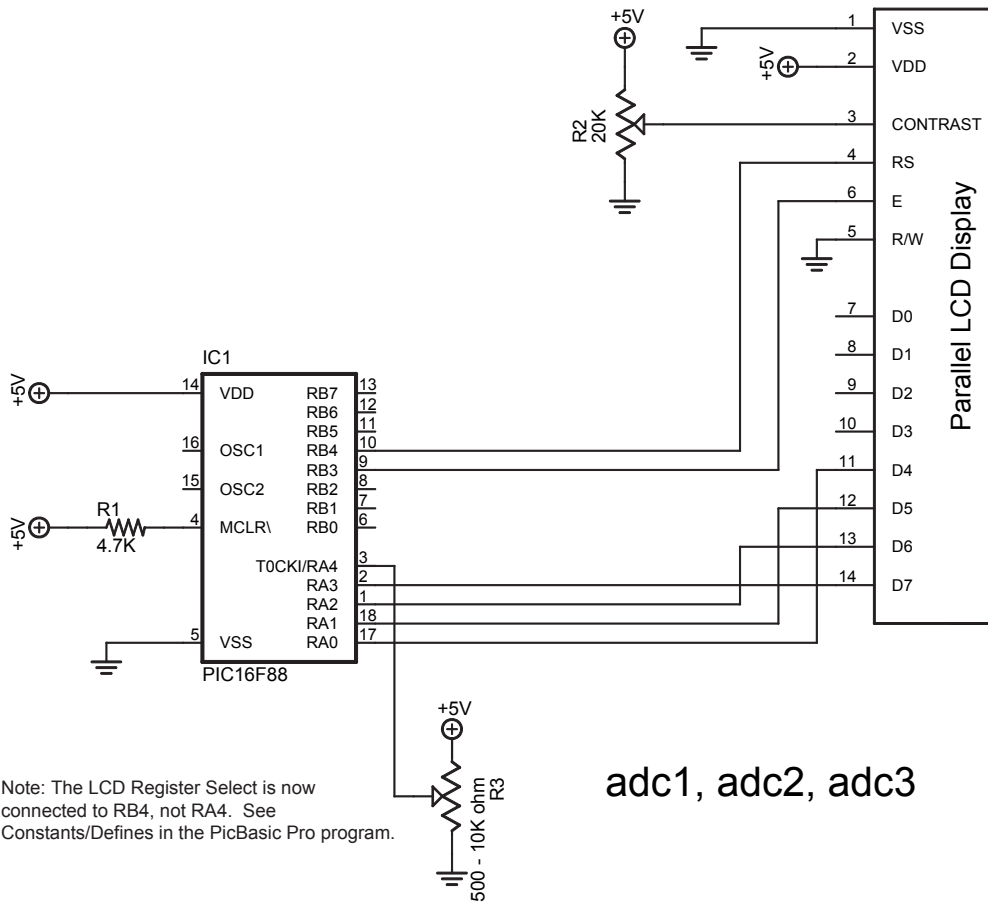 +5V
R2
20K
+5V
1
VSS
2
VDD
3
CONTRAST
4
RS
6
E
5
R/W
7
D0
8
D1
9
D2
10
D3
11
D4
12
D5
13
D6
14
D7
Parallel LCD Display
IC1
+5V
14
VDD
16
OSC1
15
OSC2
+5V
R1
4.7K
4
MCLR\
5
VSS
RB7
13
RB6
12
RB5
11
RB4
10
RB3
9
RB2
8
RB1
7
RB0
6
T0CKI/RA4
3
RA3
2
RA2
1
RA1
18
RA0
17
PIC16F88
+5V
500 - 10K ohm
R3
Note: The LCD Register Select is now
connected to RB4, not RA4. See
Constants/Defines in the PicBasic Pro program.
adc1, adc2, adc3